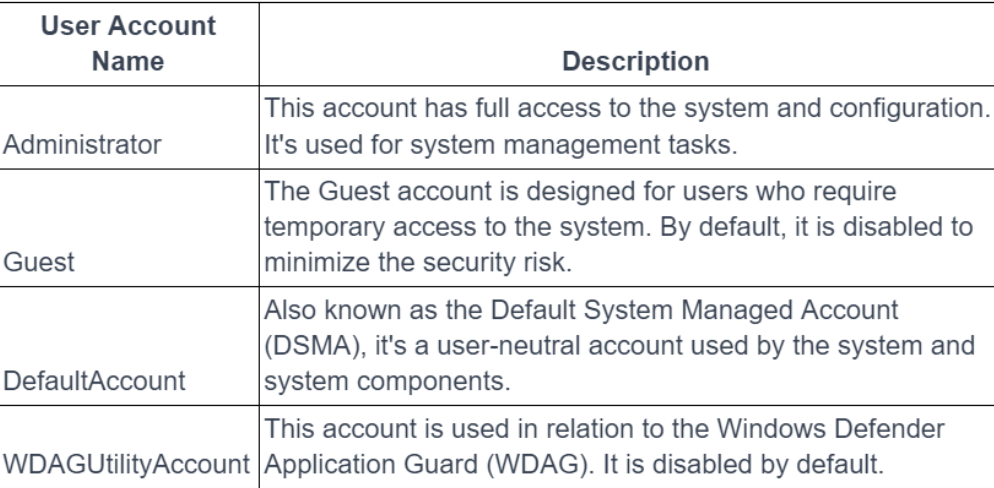 User Account
Name
Description
Administrator
This account has full access to the system and configuration.
It's used for system management tasks.
Guest
The Guest account is designed for users who require
temporary access to the system. By default, it is disabled to
minimize the security risk.
DefaultAccount
Also known as the Default System Managed Account
(DSMA), it's a user-neutral account used by the system and
system components.
WDAGUtilityAccount
This account is used in relation to the Windows Defender
Application Guard (WDAG). It is disabled by default.